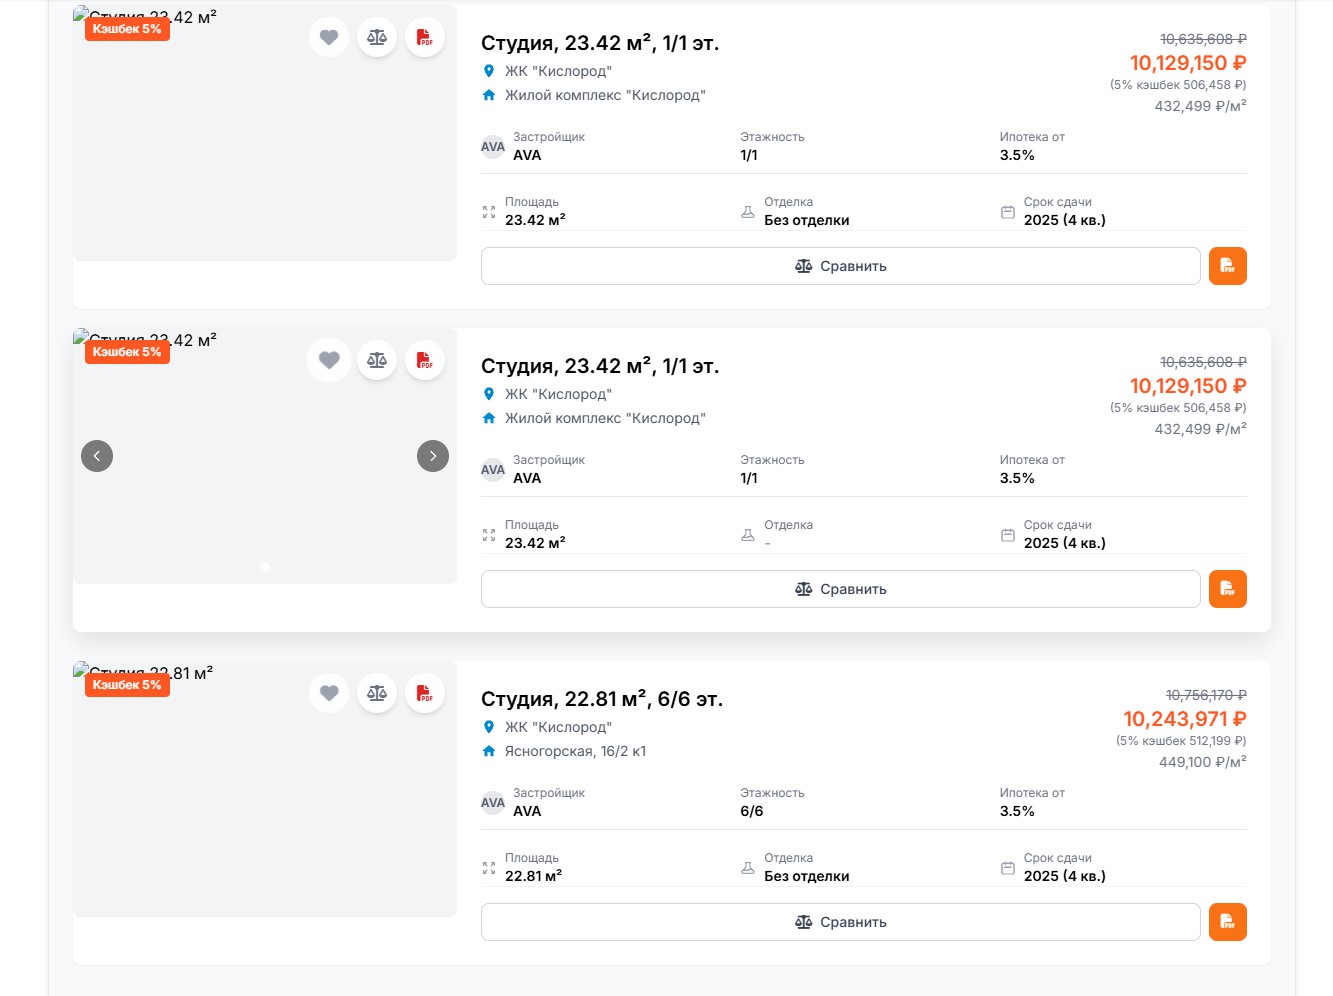 Студия, 23.42 м²
Кэшбек 5%
PDF
Студия, 23.42 м², 1/1 эт.
10,635,608 ₽
ЖК "Кислород"
10,129,150 ₽
Жилой комплекс "Кислород"
(5% кэшбек 506,458 ₽)
432,499 ₽/м²
AVA
Застройщик
AVA
Этажность
1/1
Ипотека от
3.5%
Площадь
23.42 м²
Отделка
Без отделки
Срок сдачи
2025 (4 кв.)
Сравнить
PDF
Студия, 23.42 м²
Кэшбек 5%
PDF
Студия, 23.42 м², 1/1 эт.
10,635,608 ₽
ЖК "Кислород"
10,129,150 ₽
Жилой комплекс "Кислород"
(5% кэшбек 506,458 ₽)
432,499 ₽/м²
AVA
Застройщик
AVA
Этажность
1/1
Ипотека от
3.5%
Площадь
23.42 м²
Отделка
-
Срок сдачи
2025 (4 кв.)
Сравнить
PDF
Студия, 22.81 м²
Кэшбек 5%
PDF
Студия, 22.81 м², 6/6 эт.
10,756,170 ₽
ЖК "Кислород"
10,243,971 ₽
Ясногорская, 16/2 к1
(5% кэшбек 512,199 ₽)
449,100 ₽/м²
AVA
Застройщик
AVA
Этажность
6/6
Ипотека от
3.5%
Площадь
22.81 м²
Отделка
Без отделки
Срок сдачи
2025 (4 кв.)
Сравнить
PDF